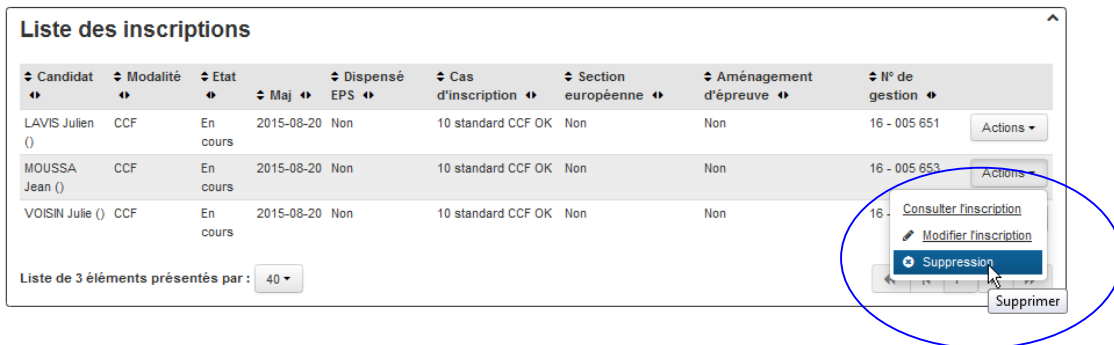 Liste des inscriptions
Candidat Modalité Etat Dispensé Cas Section Aménagement N° de
Maj EPS d'inscription européenne d'épreuve gestion
LAVIS Julien CCF En 2015-08-20 Non 10 standard CCF OK Non Non 16 - 005 651 Actions
() cours
MOUSSA CCF En 2015-08-20 Non 10 standard CCF OK Non Non 16 - 005 653 Actions
Jean () cours
VOISIN Julie () CCF En 2015-08-20 Non 10 standard CCF OK Non Non 16 -
cours
Consulter l'inscription
Modifier l'inscription
Suppression
Liste de 3 éléments présentés par : 40
Supprimer